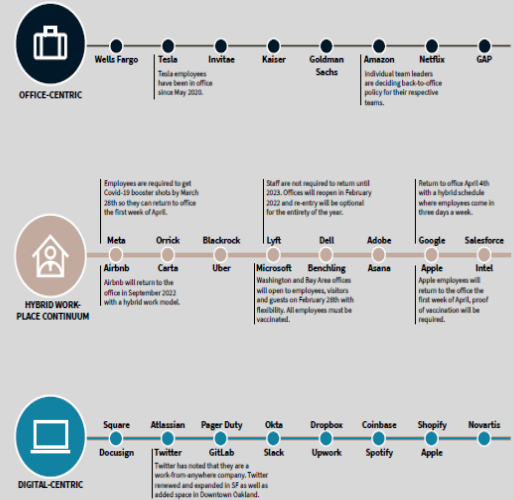 Wells Fargo Tesla Invitae Kaiser Goldman Sachs Amazon Netflix GAP
Tesla employees
have been in office
since May 2020.
Individual team leaders
are deciding back-to-office
policy for their respective
teams.
OFFICE-CENTRIC
Employees are required to get
Covid-19 booster shots by March
28th so they can return to office
the first week of April.
Staff are not required to return until
2023. Offices will reopen in February
2022 and re-entry will be optional
for the entirety of the year.
Return to office April 4th
with a hybrid schedule
where employees come in
three days a week.
Meta Orrick Blackrock Lyft Dell Adobe Google Salesforce
Airbnb Carta Uber Microsoft Benchling Asana Apple Intel
Airbnb will return to the
office in September 2022
with a hybrid work model.
Washington and Bay Area offices
will open to employees, visitors
and guests on February 28th with
flexibility. All employees must be
vaccinated.
Apple employees will
return to the office the
first week of April, proof
of vaccination will be
required.
HYBRID WORK-
PLACE CONTINUUM
Square Atlassian Pager Duty Okta Dropbox Coinbase Shopify Novartis
Docusign Twitter GitLab Slack Upwork Spotify Apple
Twitter has noted that they are a
work-from-anywhere company. Twitter
renewed and expanded in SF as well as
added space in Downtown Oakland.
DIGITAL-CENTRIC